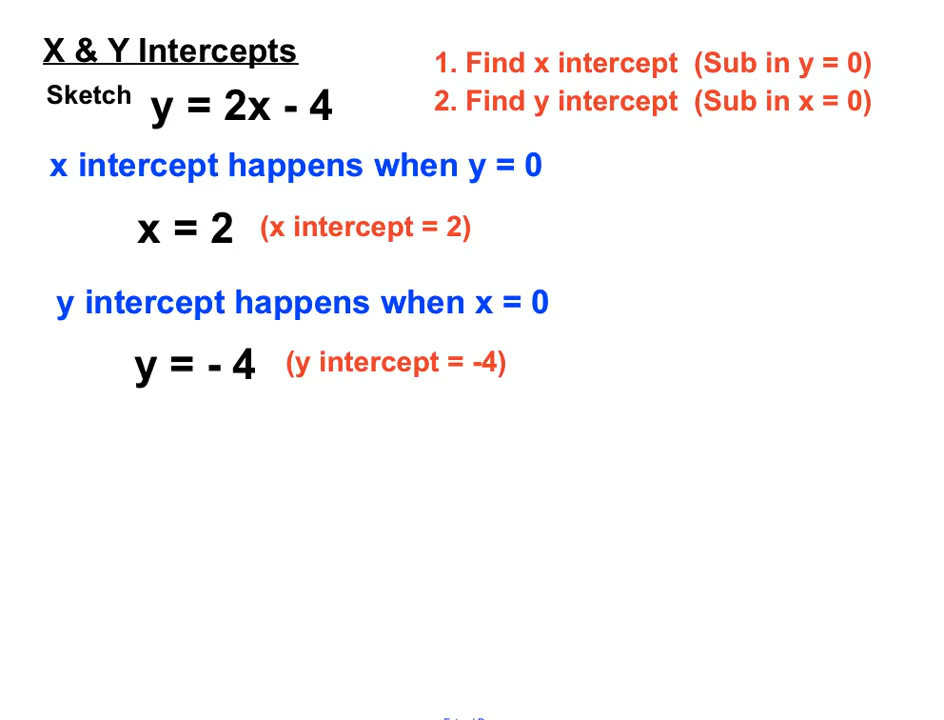 X & Y Intercepts
1. Find x intercept (Sub in y = 0)
Sketch y = 2x - 4
2. Find y intercept (Sub in x = 0)
x intercept happens when y = 0
x = 2 (x intercept = 2)
y intercept happens when x = 0
y = - 4 (y intercept = -4)